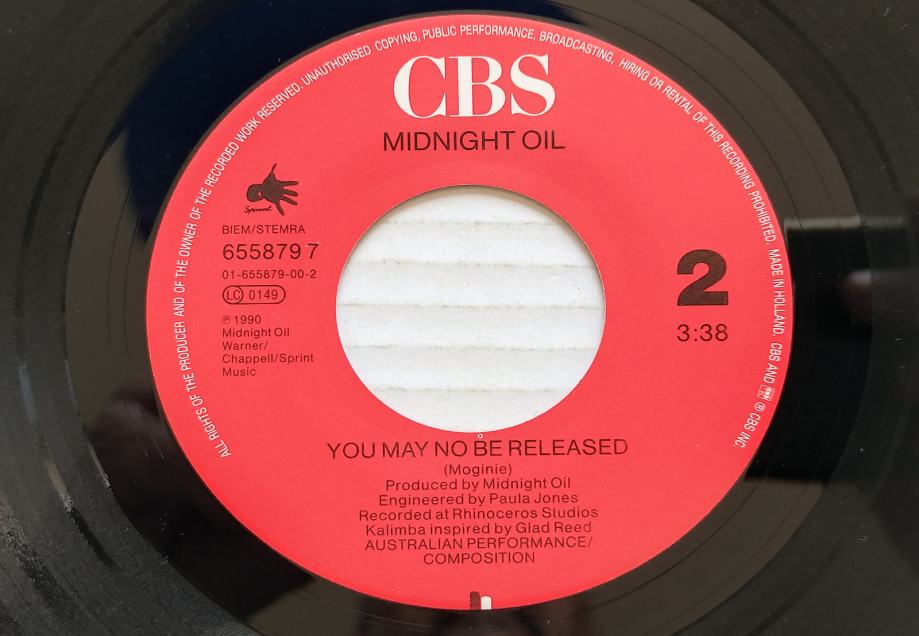 ALL RIGHTS OF THE PRODUCER AND OF THE OWNER OF THE RECORDED WORK RESERVED. UNAUTHORISED COPYING, PUBLIC PERFORMANCE, BROADCASTING, HIRING OR RENTAL OF THIS RECORDING PROHIBITED. MADE IN HOLLAND. CBS AND ® CBS INC.
CBS
MIDNIGHT OIL
Sprint
BIEM/STEMRA
655879 7
01-655879-00-2
LC 0149
℗ 1990
Midnight Oil
Warner/
Chappell/Sprint
Music
2
3:38
YOU MAY NO BE RELEASED
(Moginie)
Produced by Midnight Oil
Engineered by Paula Jones
Recorded at Rhinoceros Studios
Kalimba inspired by Glad Reed
AUSTRALIAN PERFORMANCE/
COMPOSITION